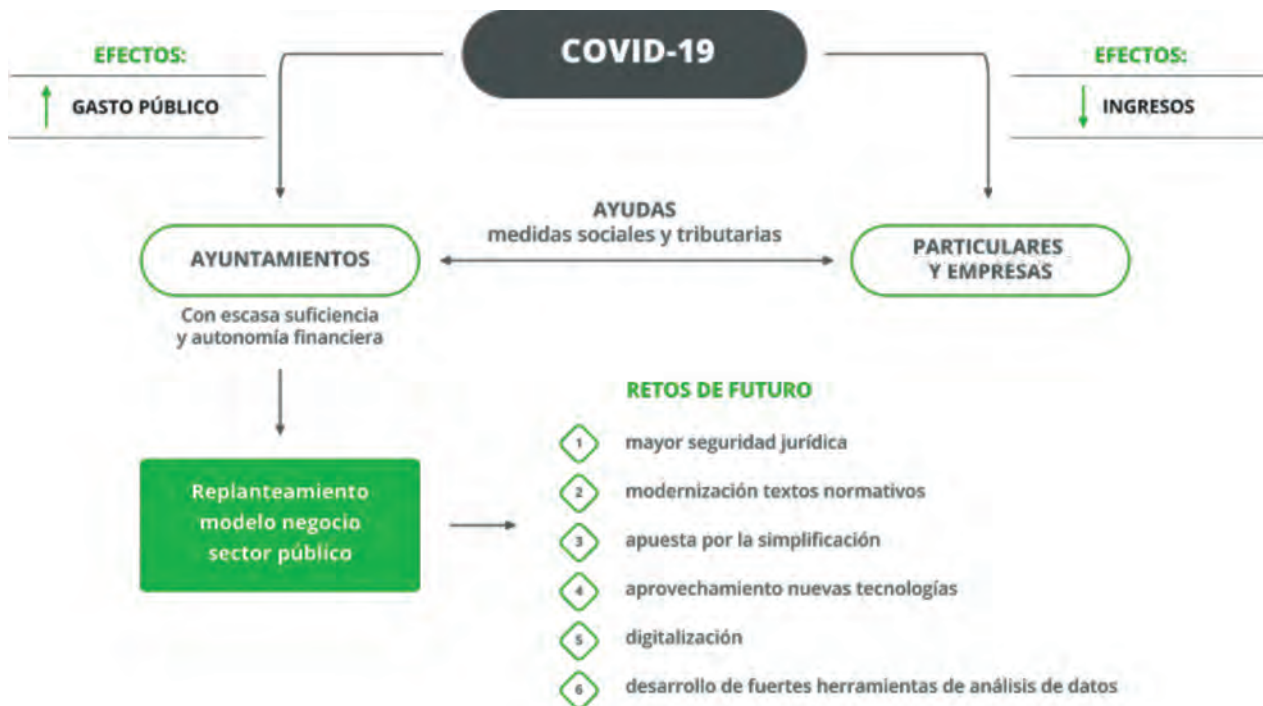 COVID-19
EFECTOS:
GASTO PÚBLICO
EFECTOS:
INGRESOS
AYUNTAMIENTOS
AYUDAS
medidas sociales y tributarias
PARTICULARES
Y EMPRESAS
Con escasa suficiencia
y autonomía financiera
Replanteamiento
modelo negocio
sector público
RETOS DE FUTURO
1 mayor seguridad jurídica
2 modernización textos normativos
3 apuesta por la simplificación
4 aprovechamiento nuevas tecnologías
5 digitalización
6 desarrollo de fuertes herramientas de análisis de datos